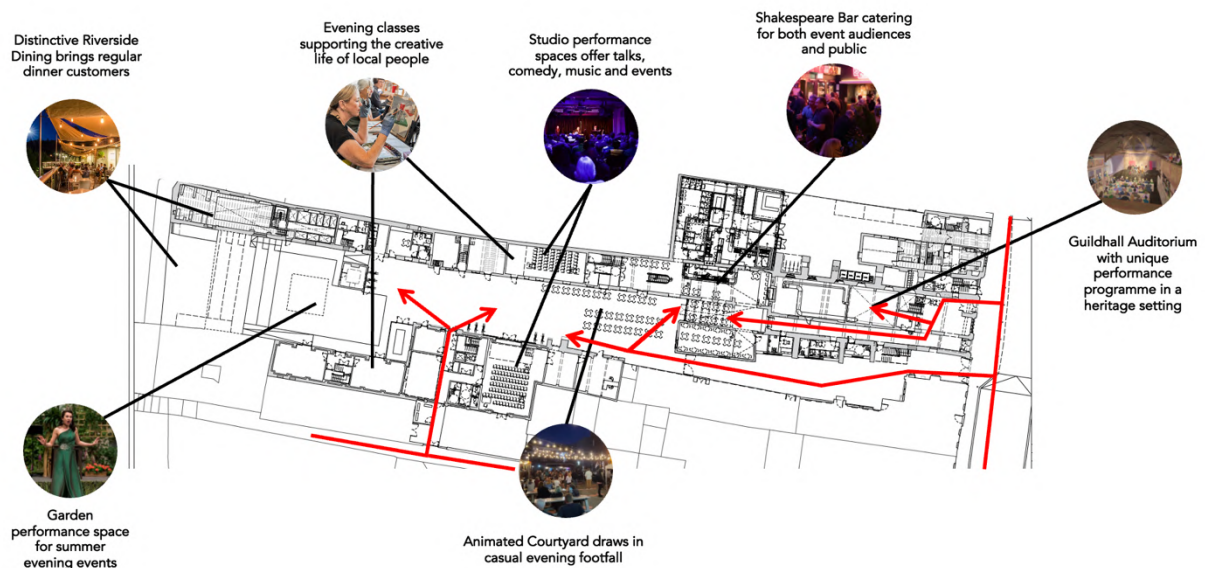 Distinctive Riverside
Dining brings regular
dinner customers
Evening classes
supporting the creative
life of local people
Studio performance
spaces offer talks,
comedy, music and events
Shakespeare Bar catering
for both event audiences
and public
Guildhall Auditorium
with unique
performance
programme in a
heritage setting
Garden
performance space
for summer
evening events
Animated Courtyard draws in
casual evening footfall